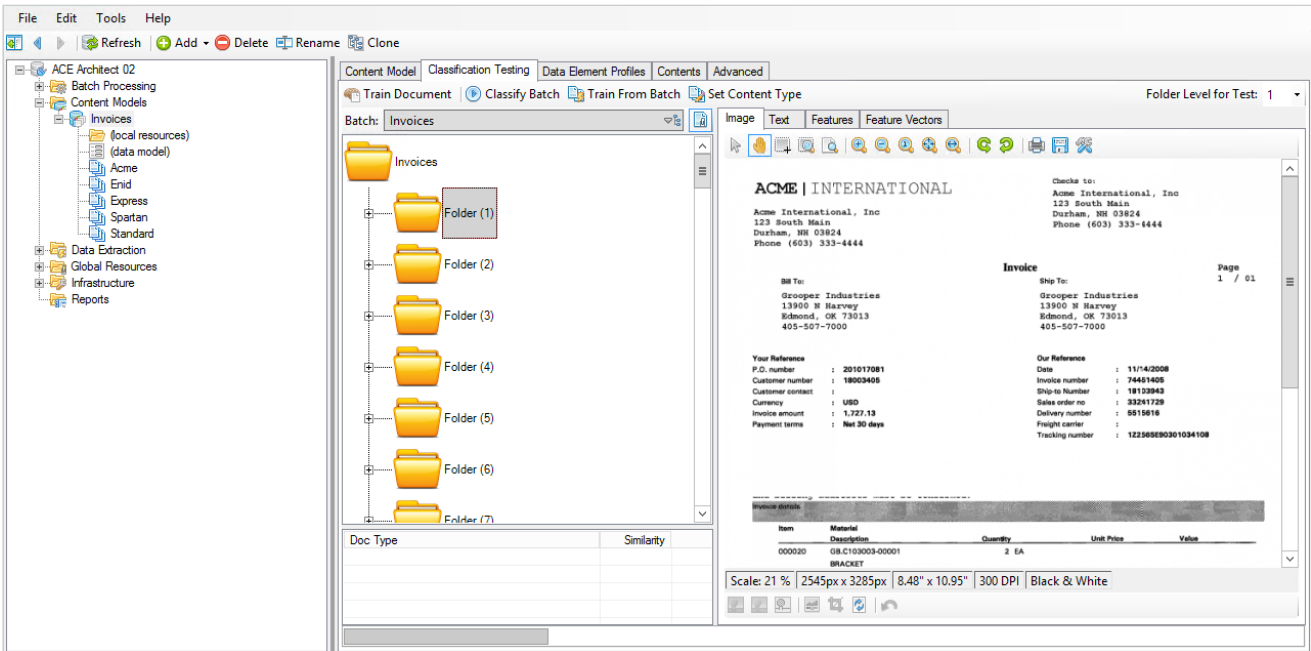 File Edit Tools Help
Refresh Add Delete Rename Clone
ACE Architect 02
Batch Processing
Content Models
Invoices
(local resources)
(data model)
Acme
Enid
Express
Spartan
Standard
Data Extraction
Global Resources
Infrastructure
Reports
Content Model Classification Testing Data Element Profiles Contents Advanced
Train Document Classify Batch Train From Batch Set Content Type Folder Level for Test: 1
Batch: Invoices
Invoices
Folder (1)
Folder (2)
Folder (3)
Folder (4)
Folder (5)
Folder (6)
Folder (7)
Doc Type Similarity
Image Text Features Feature Vectors
ACME | INTERNATIONAL
Acme International, Inc
123 South Main
Durham, NH 03824
Phone (603) 333-4444
Checks to:
Acme International, Inc
123 South Main
Durham, NH 03824
Phone (603) 333-4444
Invoice Page
1 / 01
Bill To:
Grooper Industries
13900 N Harvey
Edmond, OK 73013
405-507-7000
Ship To:
Grooper Industries
13900 N Harvey
Edmond, OK 73013
405-507-7000
Your Reference
P.O. number : 201017081
Customer number : 18003405
Customer contact :
Currency : USD
Invoice amount : 1,727.13
Payment terms : Net 30 days
Our Reference
Date : 11/14/2008
Invoice number : 74451405
Ship-to Number : 18103943
Sales order no : 33241729
Delivery number : 5515616
Freight carrier :
Tracking number : 1Z2565E90301034108
Invoice details
Item Material
Description Quantity Unit Price Value
000020 GB.C103003-00001 2 EA
BRACKET
Scale: 21 % 2545px x 3285px 8.48" x 10.95" 300 DPI Black & White